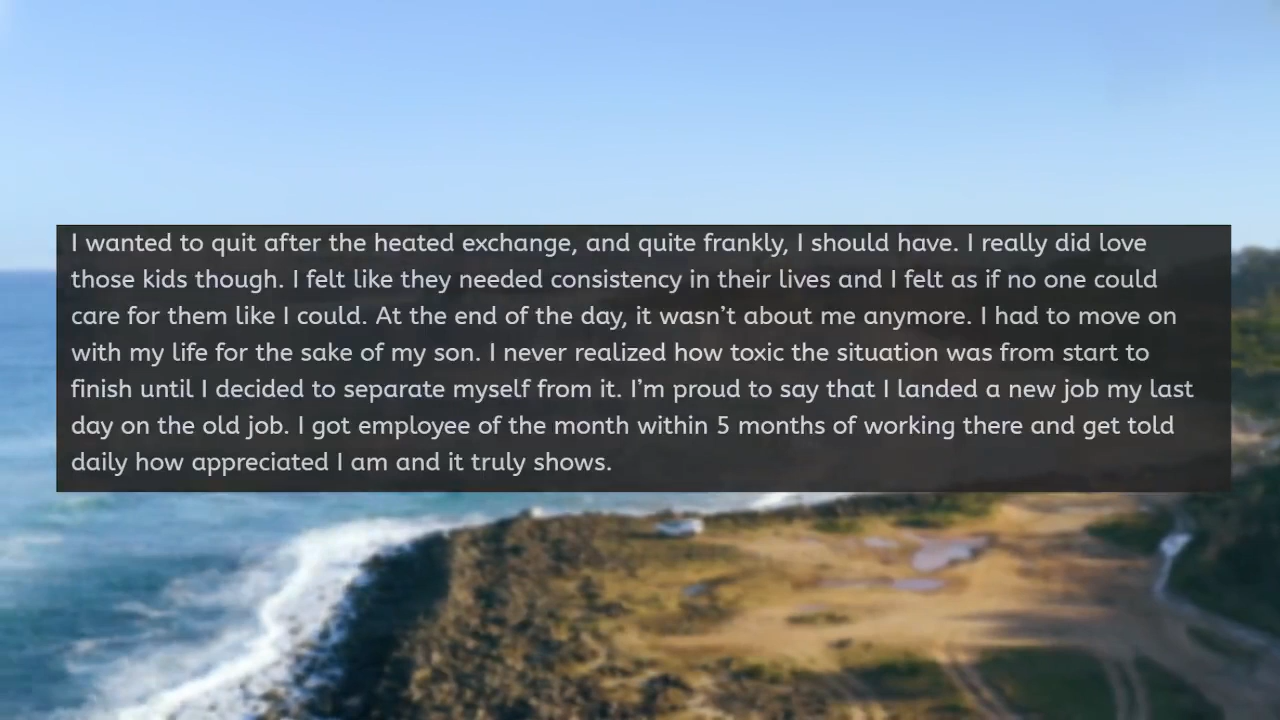 I wanted to quit after the heated exchange, and quite frankly, I should have. I really did love
those kids though. I felt like they needed consistency in their lives and I felt as if no one could
care for them like I could. At the end of the day, it wasn’t about me anymore. I had to move on
with my life for the sake of my son. I never realized how toxic the situation was from start to
finish until I decided to separate myself from it. I’m proud to say that I landed a new job my last
day on the old job. I got employee of the month within 5 months of working there and get told
daily how appreciated I am and it truly shows.